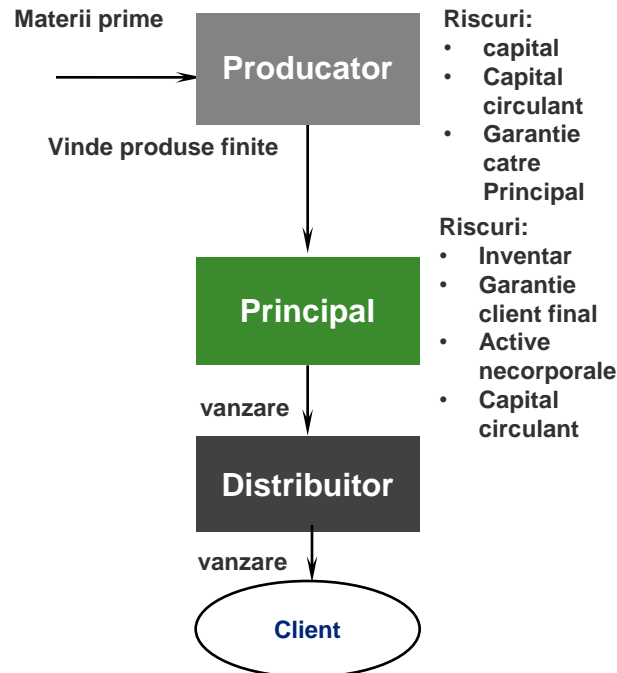 Materii prime
Producator
Riscuri:
• capital
• Capital
circulant
• Garantie
catre
Principal
Vinde produse finite
Riscuri:
• Inventar
• Garantie
client final
• Active
necorporale
• Capital
circulant
Principal
vanzare
Distribuitor
vanzare
Client